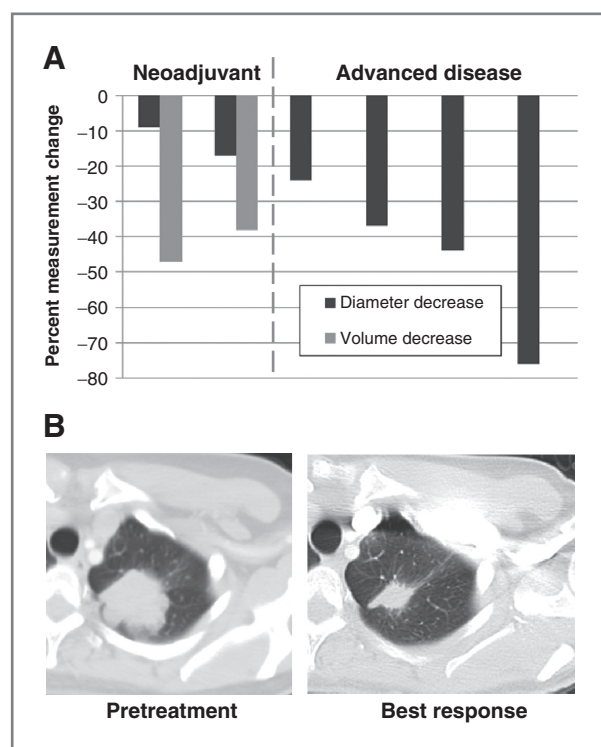 A
Neoadjuvant
Advanced disease
Percent measurement change
0
–10
–20
–30
–40
–50
–60
–70
–80
Diameter decrease
Volume decrease
B
Pretreatment
Best response